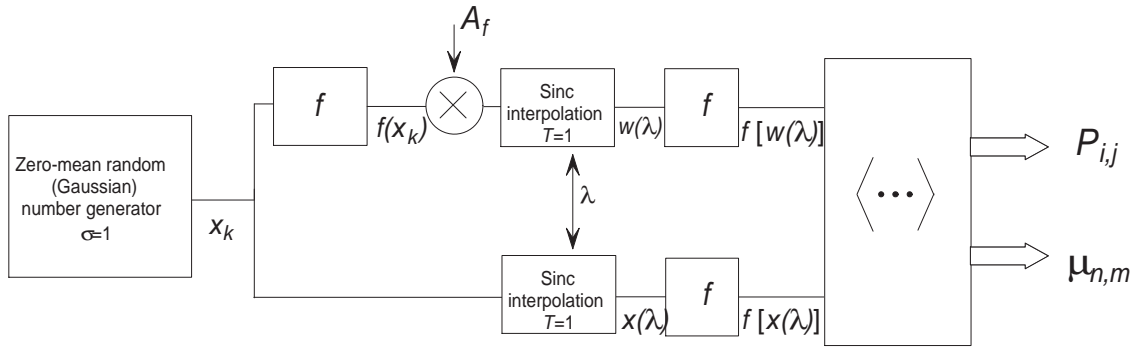 A_f
Zero-mean random
(Gaussian)
number generator
σ=1
x_k
f
f(x_k)
Sinc
interpolation
T=1
w(λ)
f
f [w(λ)]
λ
Sinc
interpolation
T=1
x(λ)
f
f [x(λ)]
⟨•••⟩
P_{i,j}
μ_{n,m}